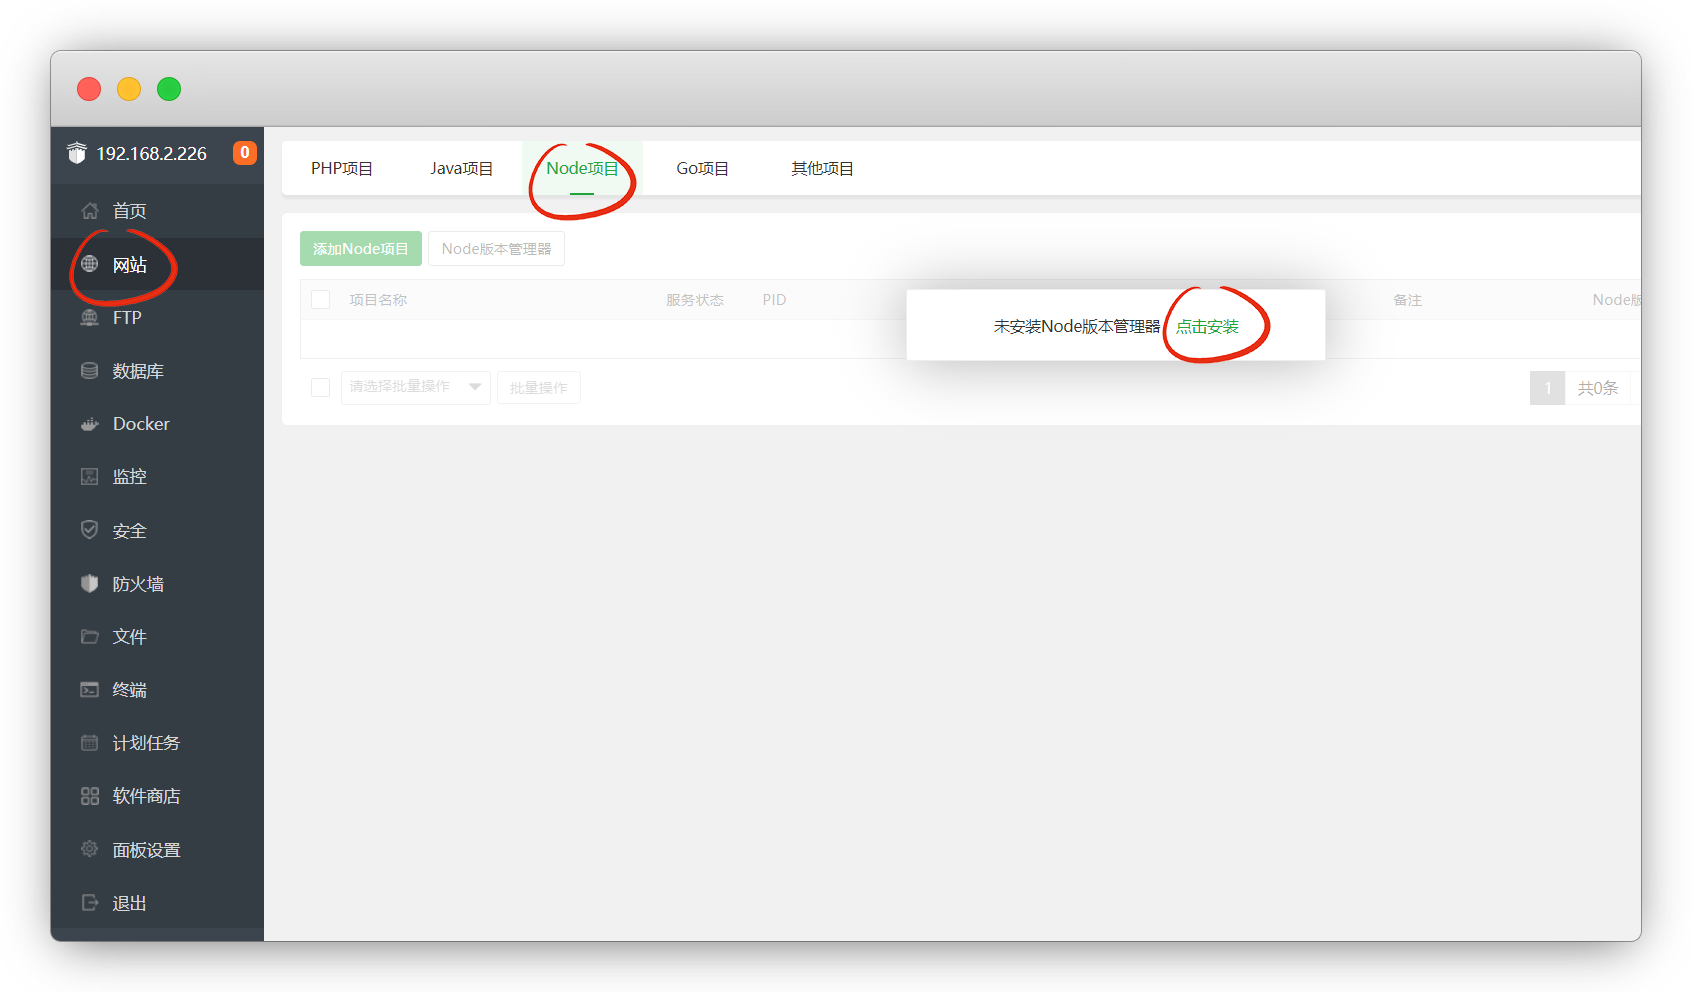 192.168.2.226
0
首页
网站
FTP
数据库
Docker
监控
安全
防火墙
文件
终端
计划任务
软件商店
面板设置
退出
PHP项目 Java项目 Node项目 Go项目 其他项目
添加Node项目 Node版本管理器
项目名称 服务状态 PID 备注 Node版
未安装Node版本管理器 点击安装
请选择批量操作 批量操作
1 共0条